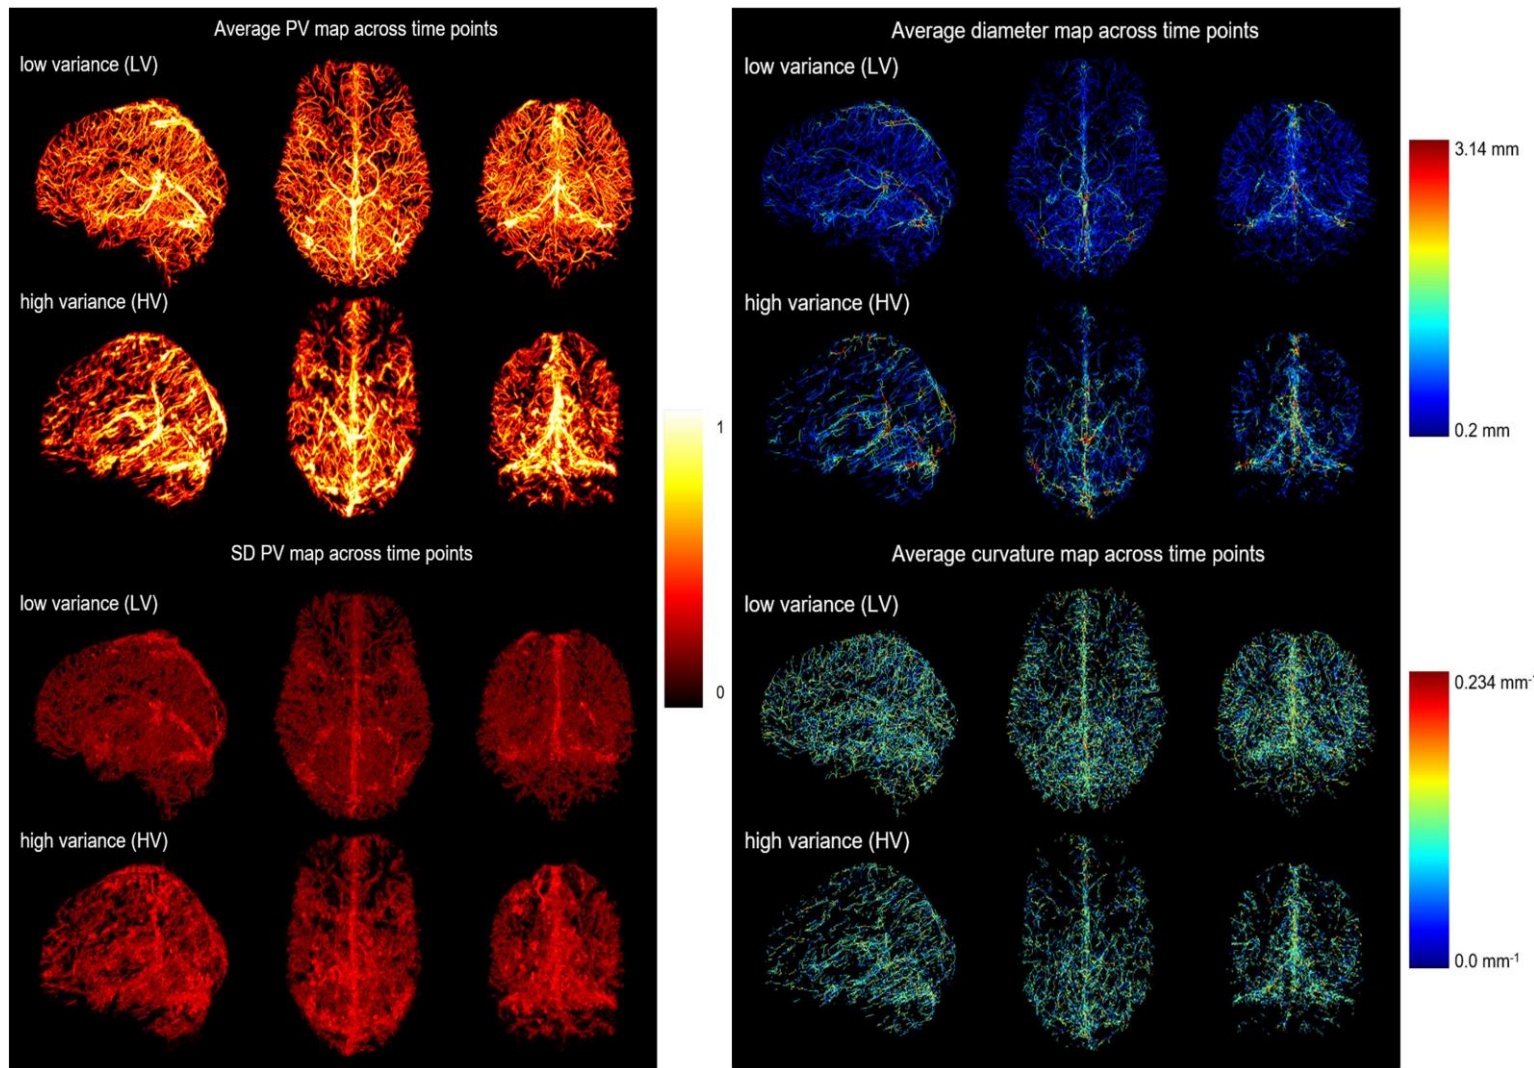 Average PV map across time points
low variance (LV)
high variance (HV)
SD PV map across time points
low variance (LV)
high variance (HV)
1
0
Average diameter map across time points
low variance (LV)
high variance (HV)
3.14 mm
0.2 mm
Average curvature map across time points
low variance (LV)
high variance (HV)
0.234 mm⁻
0.0 mm⁻¹